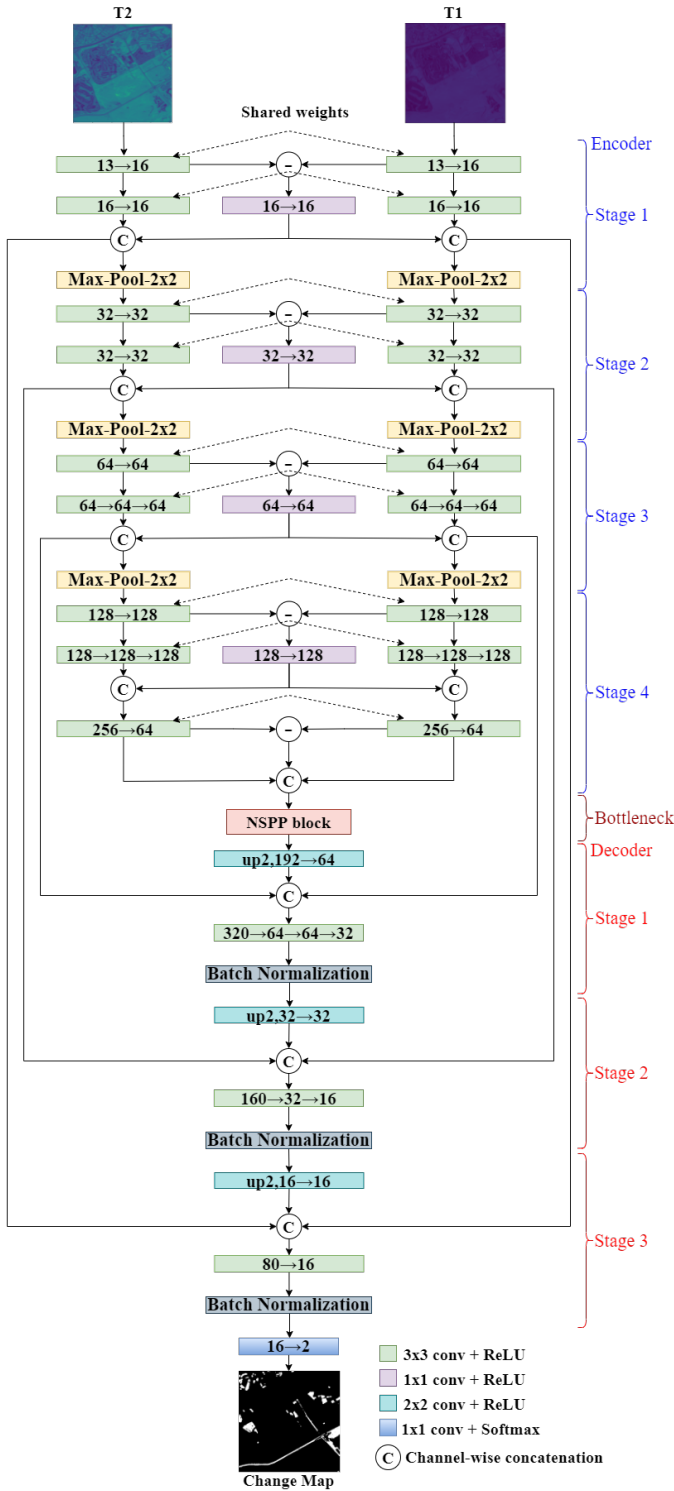 T2 T1
Shared weights
Encoder
13→16 - 13→16
16→16 16→16 16→16
Stage 1
C C
Max-Pool-2x2 Max-Pool-2x2
32→32 - 32→32
32→32 32→32 32→32
Stage 2
C C
Max-Pool-2x2 Max-Pool-2x2
64→64 - 64→64
64→64→64 64→64 64→64→64
Stage 3
C C
Max-Pool-2x2 Max-Pool-2x2
128→128 - 128→128
128→128→128 128→128 128→128→128
C C
Stage 4
256→64 - 256→64
C
NSPP block
Bottleneck
Decoder
up2,192→64
C
Stage 1
320→64→64→32
Batch Normalization
up2,32→32
C
Stage 2
160→32→16
Batch Normalization
up2,16→16
C
Stage 3
80→16
Batch Normalization
16→2
3x3 conv + ReLU
1x1 conv + ReLU
2x2 conv + ReLU
1x1 conv + Softmax
C Channel-wise concatenation
Change Map